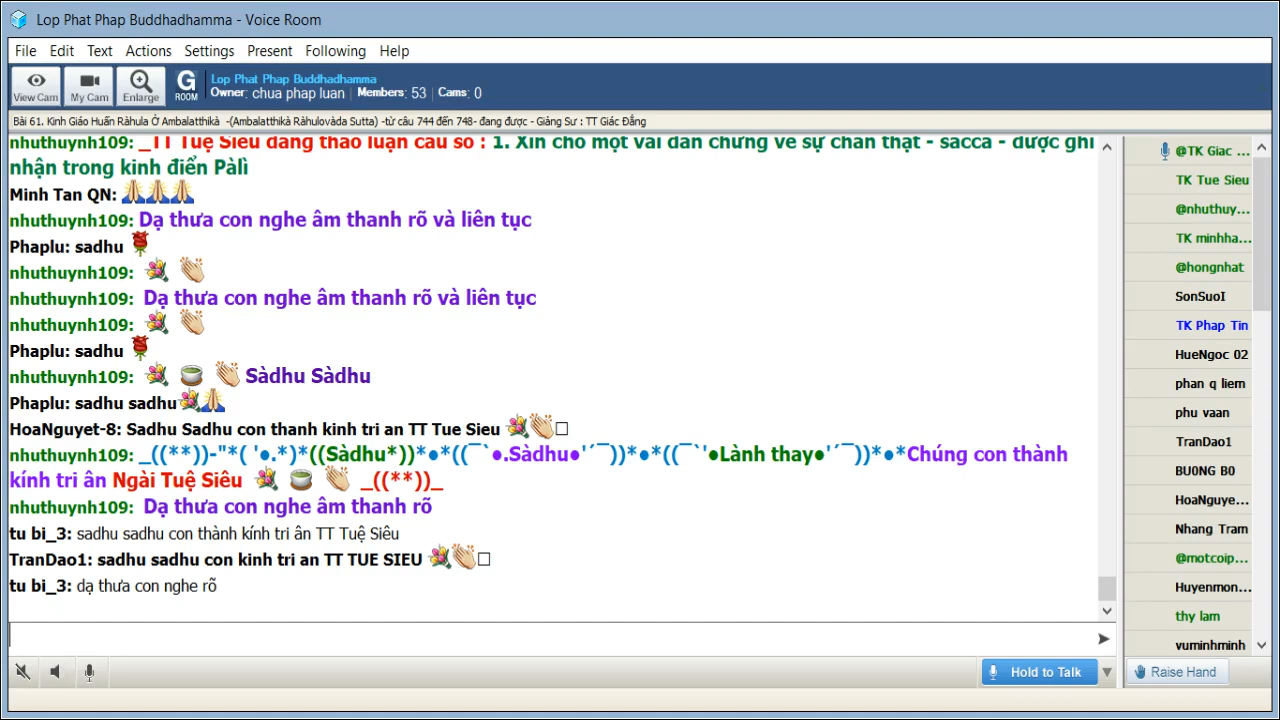 Lop Phat Phap Buddhadhamma - Voice Room
File Edit Text Actions Settings Present Following Help
View Cam My Cam Enlarge G ROOM Lop Phat Phap Buddhadhamma
Owner: chua phap luan | Members: 53 | Cams: 0
Bài 61. Kinh Giáo Huấn Ràhula Ở Ambalatthikà -(Ambalatthikà Ràhulovàda Sutta) -từ câu 744 đến 748- đang được - Giảng Sư : TT Giác Đẳng
nhuthuynh109: _TT Tuệ Siêu đang thảo luận câu số : 1. Xin cho một vài dẫn chứng về sự chân thật - sacca - được ghi
nhận trong kinh điển Pàlì
Minh Tan QN: 🙏🙏🙏
nhuthuynh109: Dạ thưa con nghe âm thanh rõ và liên tục
Phaplu: sadhu 🌹
nhuthuynh109: 💐 👏
nhuthuynh109: Dạ thưa con nghe âm thanh rõ và liên tục
nhuthuynh109: 💐 👏
Phaplu: sadhu 🌹
nhuthuynh109: 💐 🍵 👏 Sàdhu Sàdhu
Phaplu: sadhu sadhu💐🙏
HoaNguyet-8: Sadhu Sadhu con thanh kinh tri an TT Tue Sieu 💐👏□
nhuthuynh109: _((**))-"*( '●.*)*((Sàdhu*))*●*((¯`●.Sàdhu●'´¯))*●*((¯`'●Lành thay●'´¯))*●*Chúng con thành
kính tri ân Ngài Tuệ Siêu 💐 🍵 👏 _((**))_
nhuthuynh109: Dạ thưa con nghe âm thanh rõ
tu bi_3: sadhu sadhu con thành kính tri ân TT Tuệ Siêu
TranDao1: sadhu sadhu con kinh tri an TT TUE SIEU 💐👏□
tu bi_3: dạ thưa con nghe rõ
@TK Giac ...
TK Tue Sieu
@nhuthuy...
TK minhha...
@hongnhat
SonSuoI
TK Phap Tin
HueNgoc 02
phan q liem
phu vaan
TranDao1
BU0NG B0
HoaNguye...
Nhang Tram
@motcoip...
Huyenmon...
thy lam
vuminhminh
Hold to Talk
Raise Hand